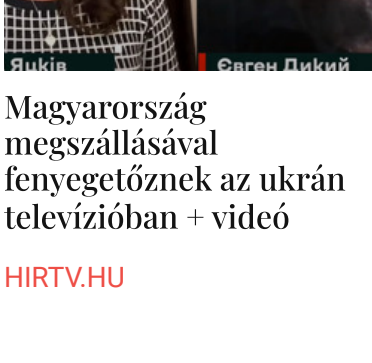 Яцків
Євген Дикий
Magyarország
megszállásával
fenyegetőznek az ukrán
televízióban + videó
HIRTV.HU